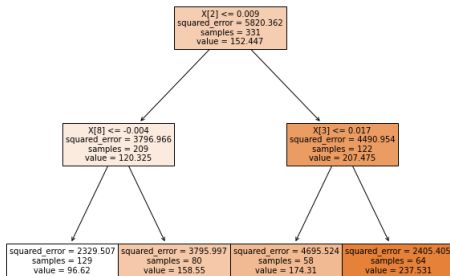 X[2] <= 0.009
squared_error = 5820.362
samples = 331
value = 152.447
X[8] <= -0.004
squared_error = 3796.966
samples = 209
value = 120.325
X[3] <= 0.017
squared_error = 4490.954
samples = 122
value = 207.475
squared_error = 2329.507
samples = 129
value = 96.62
squared_error = 3795.997
samples = 80
value = 158.55
squared_error = 4695.524
samples = 58
value = 174.31
squared_error = 2405.405
samples = 64
value = 237.531